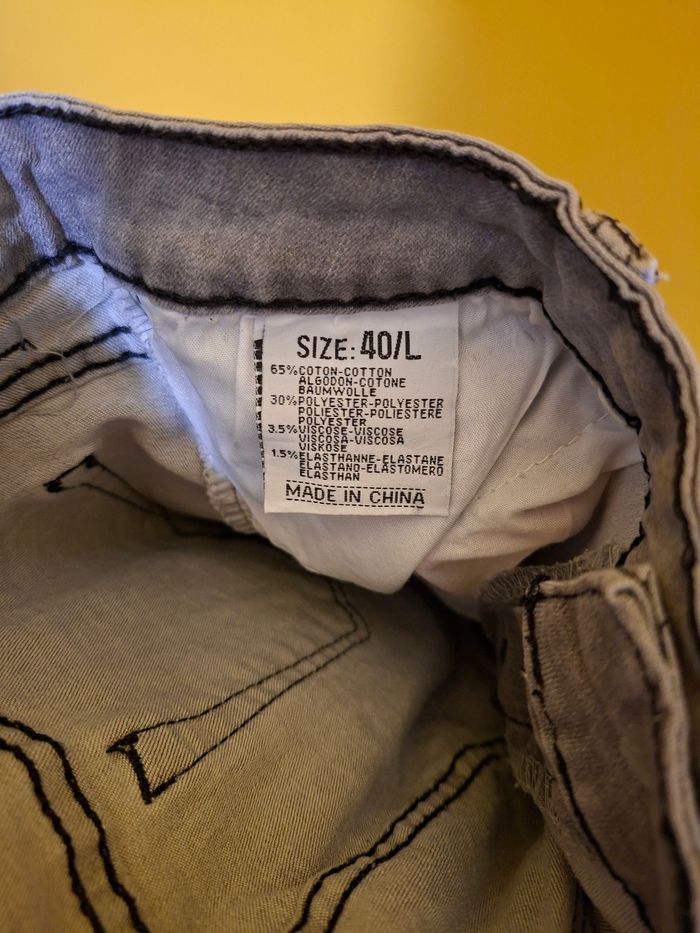 SIZE: 40/L
65% COTON-COTTON
ALGODON-COTONE
BAUMWOLLE
30% POLYESTER-POLYESTER
POLIESTER-POLIESTERE
POLYESTER
3.5% VISCOSE-VISCOSE
VISCOSA-VISCOSA
VISKOSE
1.5% ELASTHANNE-ELASTANE
ELASTANO-ELASTOMERO
ELASTHAN
MADE IN CHINA